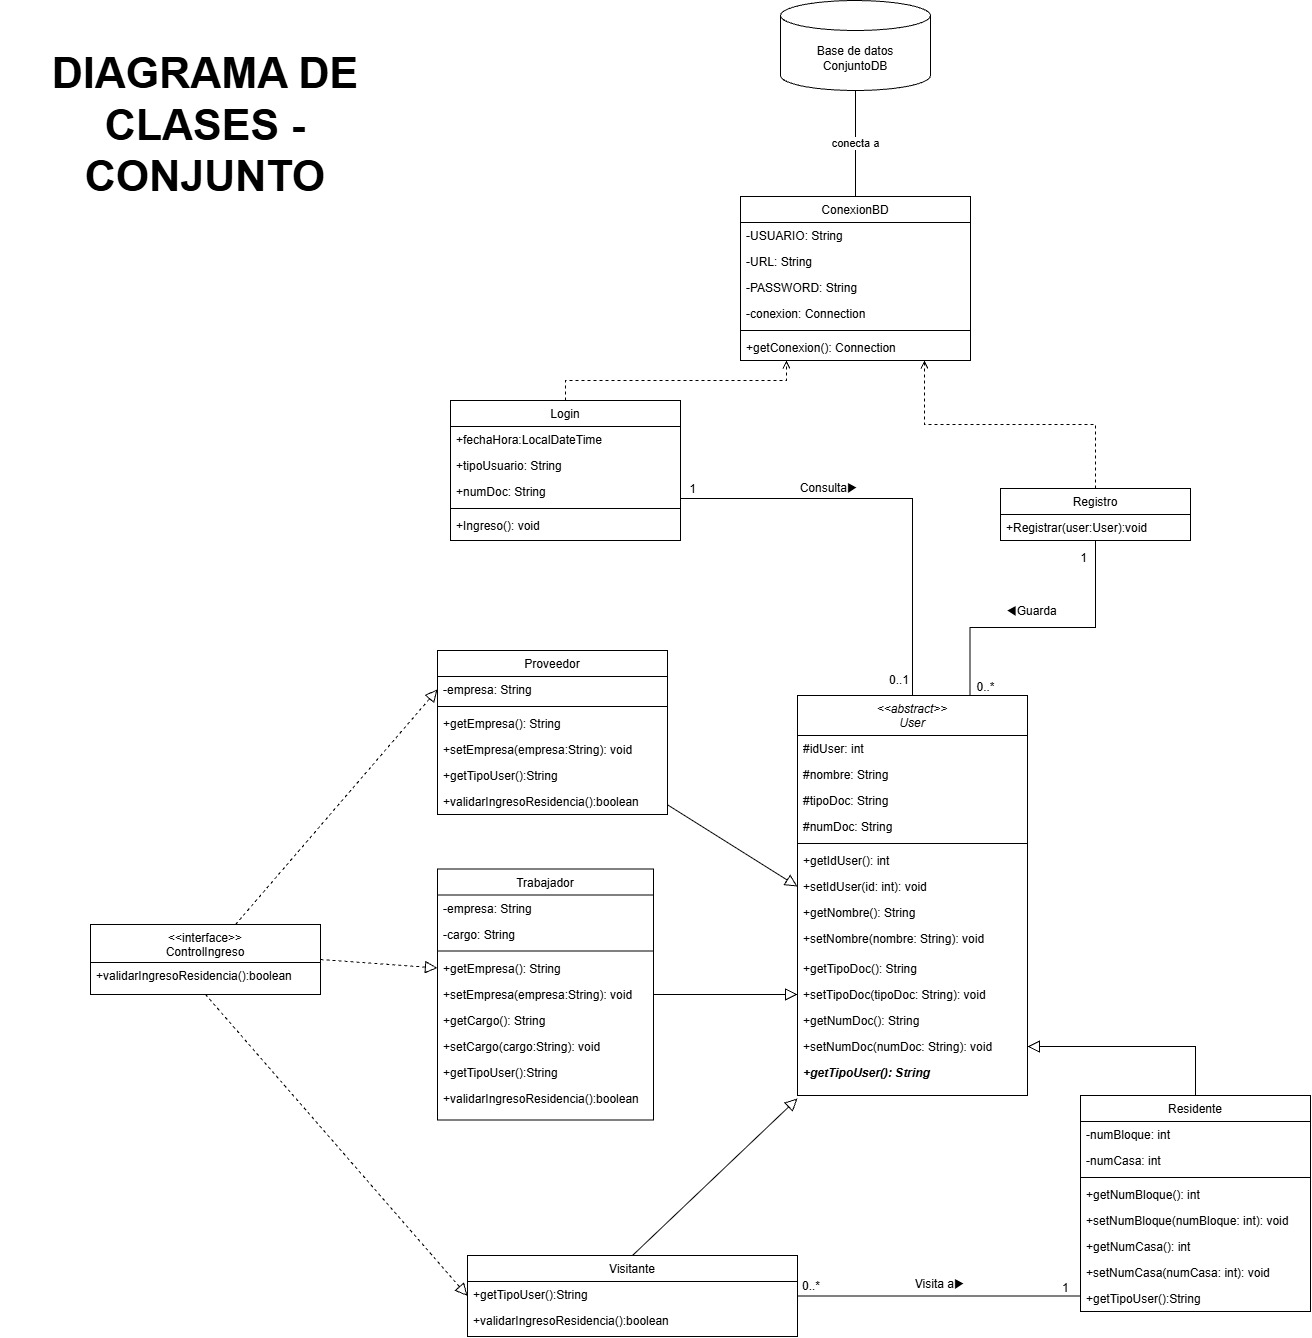 DIAGRAMA DE
CLASES -
CONJUNTO
Base de datos
ConjuntoDB
conecta a
ConexionBD
-USUARIO: String
-URL: String
-PASSWORD: String
-conexion: Connection
+getConexion(): Connection
Login
+fechaHora:LocalDateTime
+tipoUsuario: String
+numDoc: String
+Ingreso(): void
1
Consulta▶
0..1
Registro
+Registrar(user:User):void
1
◀Guarda
0..*
Proveedor
-empresa: String
+getEmpresa(): String
+setEmpresa(empresa:String): void
+getTipoUser():String
+validarIngresoResidencia():boolean
<<abstract>>
User
#idUser: int
#nombre: String
#tipoDoc: String
#numDoc: String
+getIdUser(): int
+setIdUser(id: int): void
+getNombre(): String
+setNombre(nombre: String): void
+getTipoDoc(): String
+setTipoDoc(tipoDoc: String): void
+getNumDoc(): String
+setNumDoc(numDoc: String): void
+getTipoUser(): String
Trabajador
-empresa: String
-cargo: String
+getEmpresa(): String
+setEmpresa(empresa:String): void
+getCargo(): String
+setCargo(cargo:String): void
+getTipoUser():String
+validarIngresoResidencia():boolean
<<interface>>
ControlIngreso
+validarIngresoResidencia():boolean
Residente
-numBloque: int
-numCasa: int
+getNumBloque(): int
+setNumBloque(numBloque: int): void
+getNumCasa(): int
+setNumCasa(numCasa: int): void
+getTipoUser():String
Visitante
+getTipoUser():String
+validarIngresoResidencia():boolean
0..*
Visita a▶
1